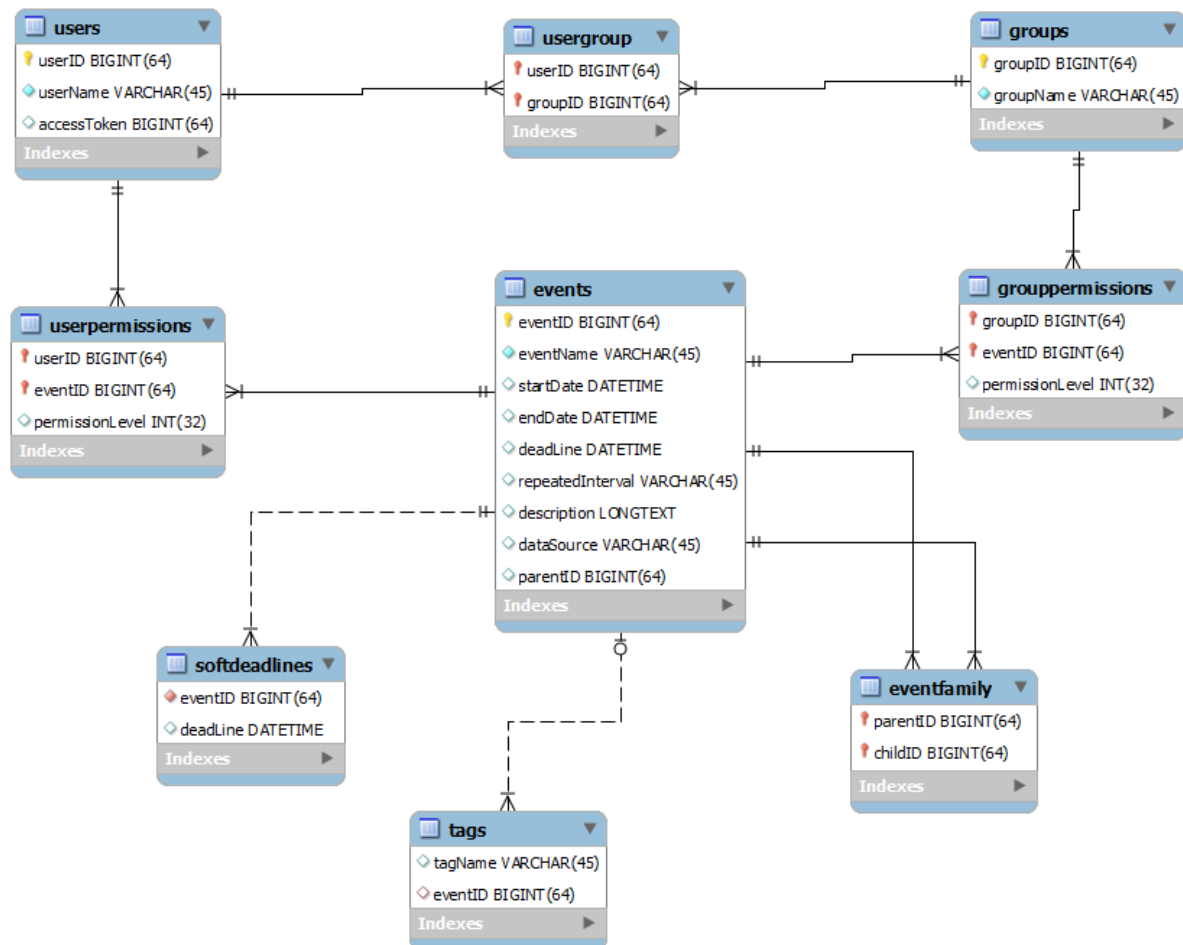 users
userID BIGINT(64)
userName VARCHAR(45)
accessToken BIGINT(64)
Indexes
usergroup
userID BIGINT(64)
groupID BIGINT(64)
Indexes
groups
groupID BIGINT(64)
groupName VARCHAR(45)
Indexes
userpermissions
userID BIGINT(64)
eventID BIGINT(64)
permissionLevel INT(32)
Indexes
events
eventID BIGINT(64)
eventName VARCHAR(45)
startDate DATETIME
endDate DATETIME
deadLine DATETIME
repeatedInterval VARCHAR(45)
description LONGTEXT
dataSource VARCHAR(45)
parentID BIGINT(64)
Indexes
grouppermissions
groupID BIGINT(64)
eventID BIGINT(64)
permissionLevel INT(32)
Indexes
softdeadlines
eventID BIGINT(64)
deadLine DATETIME
Indexes
eventfamily
parentID BIGINT(64)
childID BIGINT(64)
Indexes
tags
tagName VARCHAR(45)
eventID BIGINT(64)
Indexes